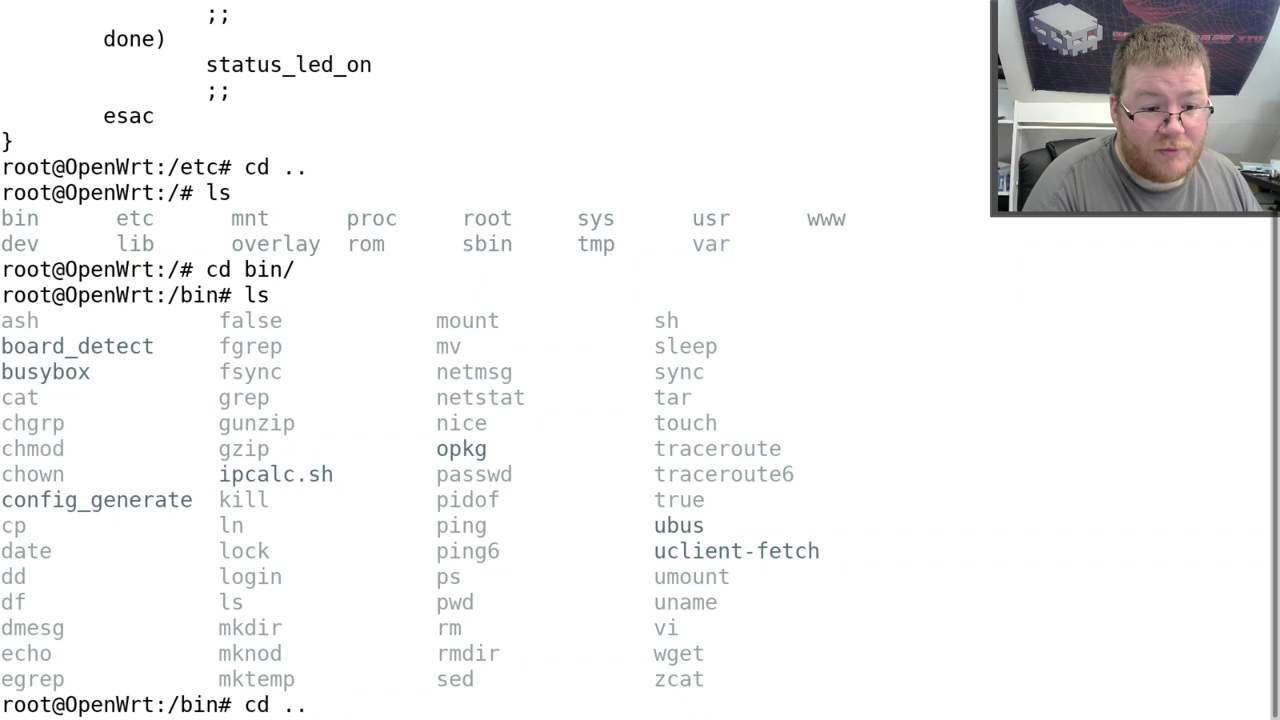 ;;
done)
status_led_on
;;
esac
}
root@OpenWrt:/etc# cd ..
root@OpenWrt:/# ls
bin etc mnt proc root sys usr www
dev lib overlay rom sbin tmp var
root@OpenWrt:/# cd bin/
root@OpenWrt:/bin# ls
ash false mount sh
board_detect fgrep mv sleep
busybox fsync netmsg sync
cat grep netstat tar
chgrp gunzip nice touch
chmod gzip opkg traceroute
chown ipcalc.sh passwd traceroute6
config_generate kill pidof true
cp ln ping ubus
date lock ping6 uclient-fetch
dd login ps umount
df ls pwd uname
dmesg mkdir rm vi
echo mknod rmdir wget
egrep mktemp sed zcat
root@OpenWrt:/bin# cd ..